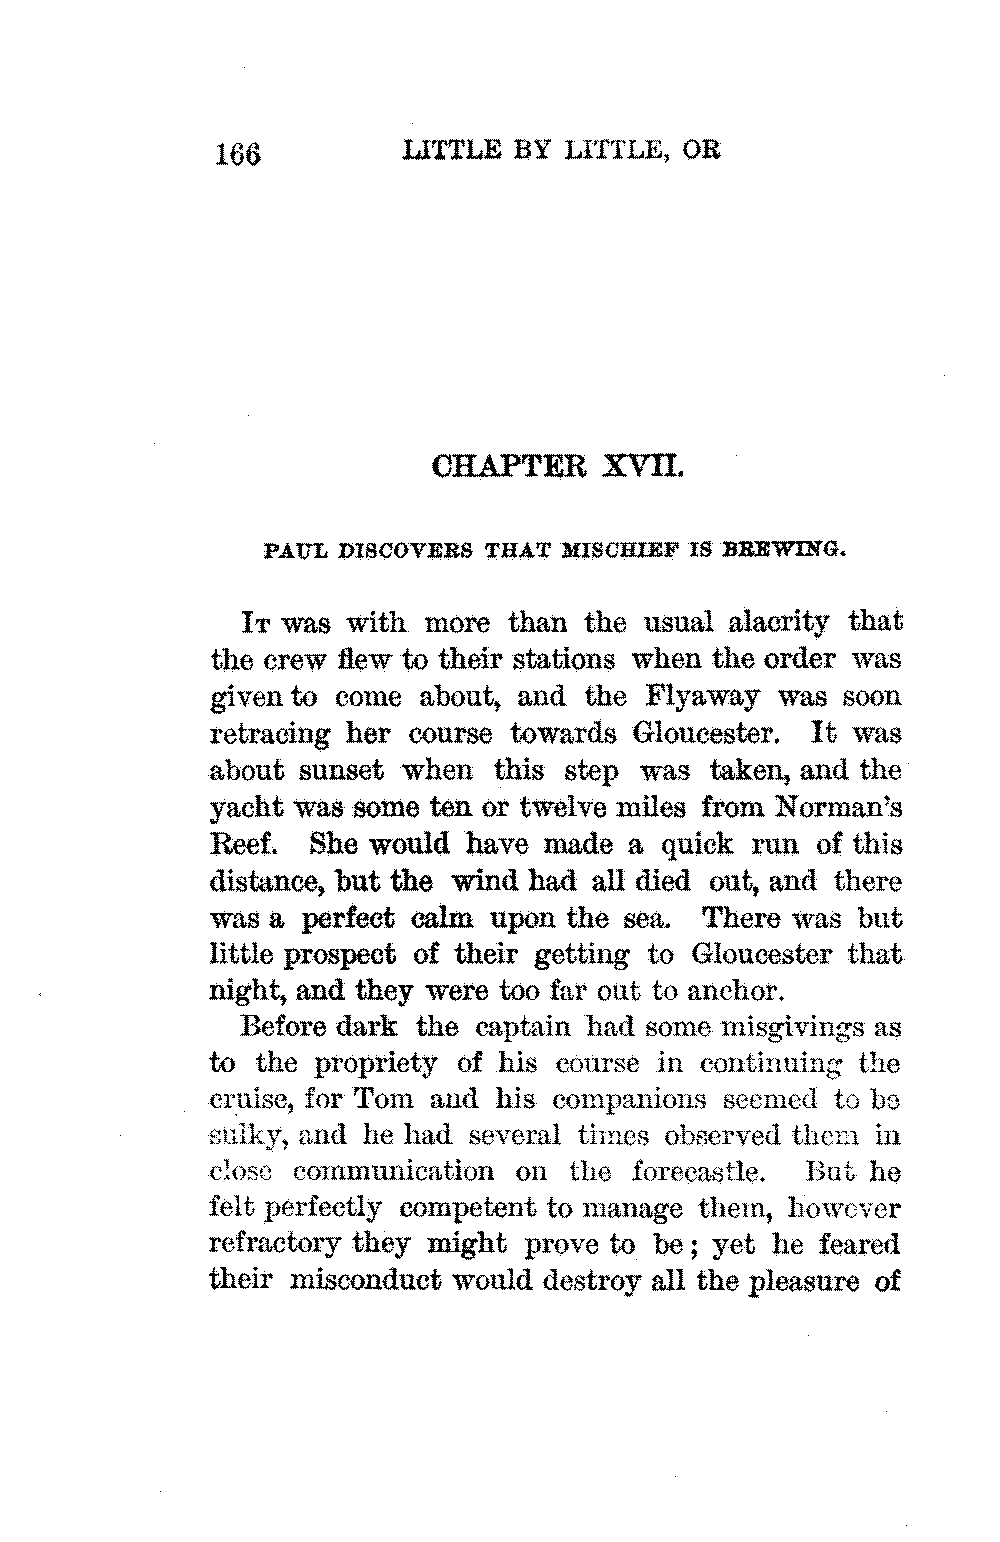 166 LITTLE BY LITTLE, OR
CHAPTER XVII.
PAUL DISCOVERS THAT MISCHIEF IS BREWING.
IT was with more than the usual alacrity that
the crew flew to their stations when the order was
given to come about, and the Flyaway was soon
retracing her course towards Gloucester. It was
about sunset when this step was taken, and the
yacht was some ten or twelve miles from Norman's
Reef. She would have made a quick run of this
distance, but the wind had all died out, and there
was a perfect calm upon the sea. There was but
little prospect of their getting to Gloucester that
night, and they were too far out to anchor.
Before dark the captain had some misgivings as
to the propriety of his course in continuing the
cruise, for Tom and his companions seemed to be
sulky, and he had several times observed them in
close communication on the forecastle. But he
felt perfectly competent to manage them, however
refractory they might prove to be; yet he feared
their misconduct would destroy all the pleasure of